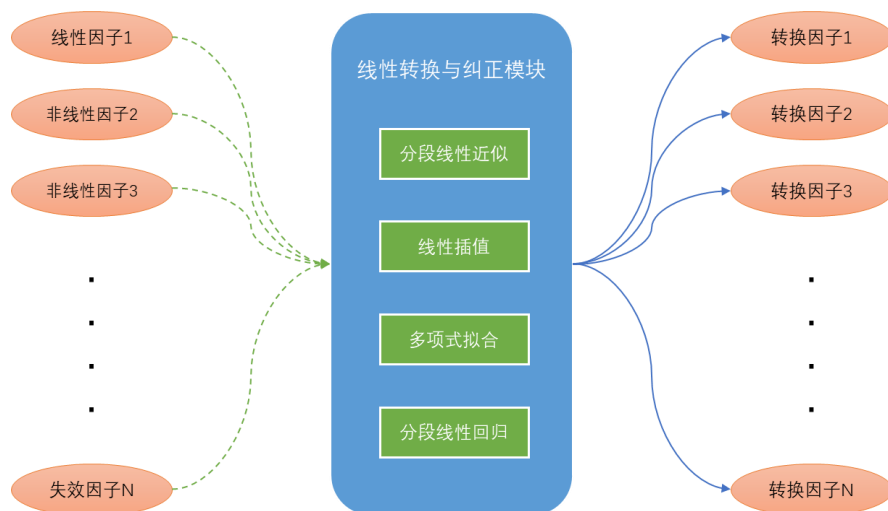 线性因子1
非线性因子2
非线性因子3
失效因子N
线性转换与纠正模块
分段线性近似
线性插值
多项式拟合
分段线性回归
转换因子1
转换因子2
转换因子3
转换因子N